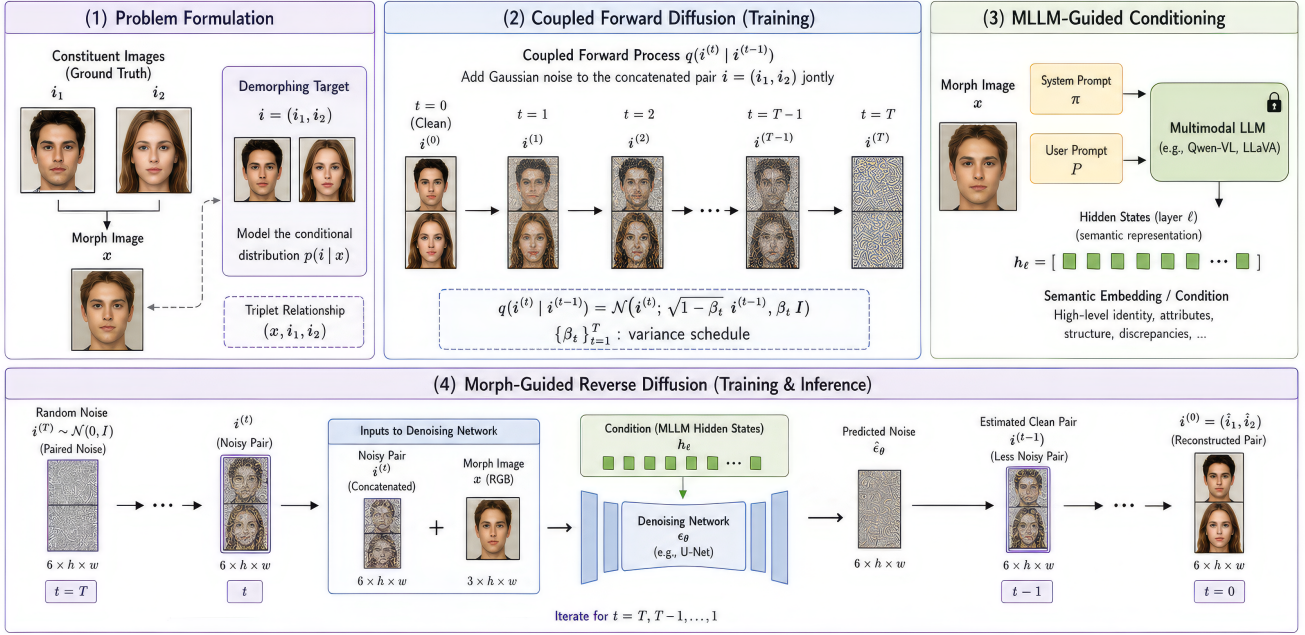 (1) Problem Formulation
Constituent Images
(Ground Truth)
i₁
i₂
Morph Image
x
Demorphing Target
i = (i₁, i₂)
Model the conditional
distribution p(i | x)
Triplet Relationship
(x, i₁, i₂)
(2) Coupled Forward Diffusion (Training)
Coupled Forward Process q(i^(t) | i^(t-1))
Add Gaussian noise to the concatenated pair i = (i₁, i₂) jontly
t = 0
(Clean)
i^(0)
t = 1
i^(1)
t = 2
i^(2)
...
t = T − 1
i^(T-1)
t = T
i^(T)
q(i^(t) | i^(t-1)) = N(i^(t); √(1 − β_t) i^(t-1), β_t I)
{β_t}_{t=1}^T : variance schedule
(3) MLLM-Guided Conditioning
Morph Image
x
System Prompt
π
User Prompt
P
Multimodal LLM
(e.g., Qwen-VL, LLaVA)
Hidden States (layer ℓ)
(semantic representation)
h_ℓ = [ ... ]
Semantic Embedding / Condition
High-level identity, attributes,
structure, discrepancies, ...
(4) Morph-Guided Reverse Diffusion (Training & Inference)
Random Noise
i^(T) ∼ N(0, I)
(Paired Noise)
6 × h × w
t = T
...
i^(t)
(Noisy Pair)
6 × h × w
t
Inputs to Denoising Network
Noisy Pair
i^(t)
(Concatenated)
6 × h × w
+
Morph Image
x (RGB)
3 × h × w
Condition (MLLM Hidden States)
h_ℓ
...
Denoising Network
ϵ_θ
(e.g., U-Net)
Predicted Noise
ϵ̂_θ
6 × h × w
Estimated Clean Pair
i^(t-1)
(Less Noisy Pair)
6 × h × w
t − 1
...
i^(0) = (î₁, î₂)
(Reconstructed Pair)
6 × h × w
t = 0
Iterate for t = T, T − 1, . . . , 1